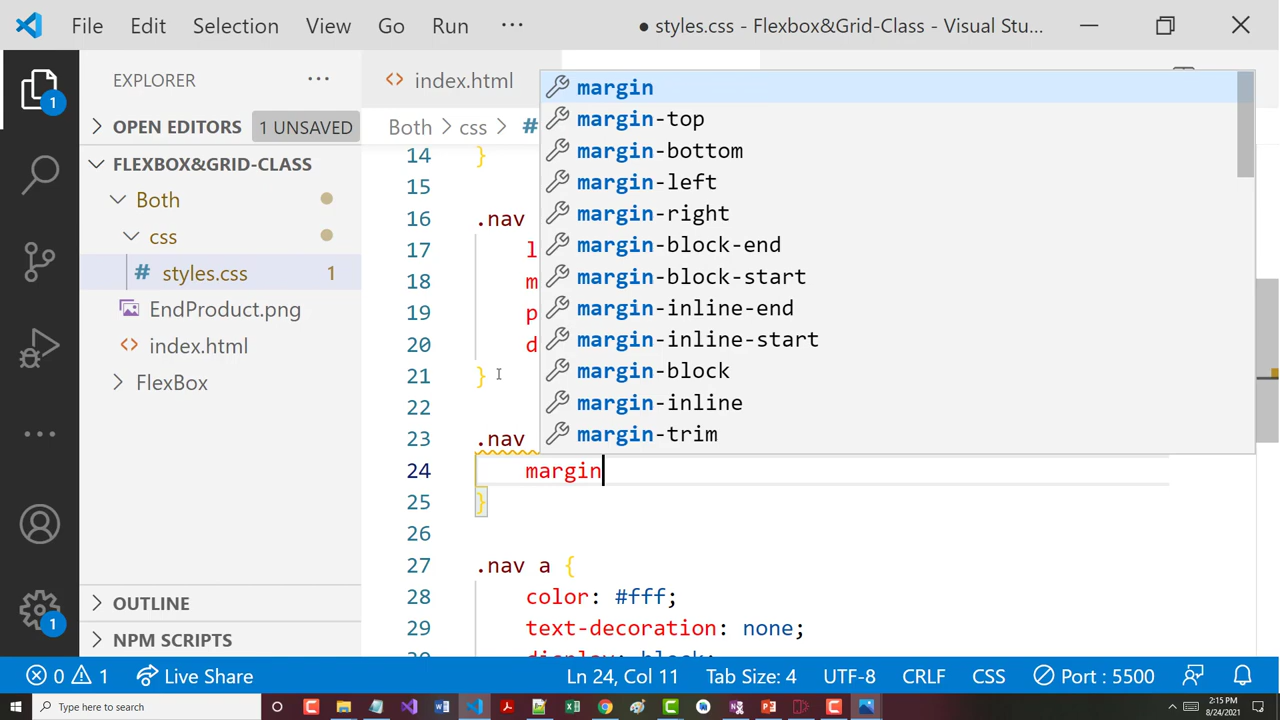 File Edit Selection View Go Run ··· ● styles.css - Flexbox&Grid-Class - Visual Stu...
EXPLORER ···
OPEN EDITORS 1 UNSAVED
FLEXBOX&GRID-CLASS
Both
css
# styles.css 1
EndProduct.png
<> index.html
FlexBox
OUTLINE
NPM SCRIPTS
1
1
<> index.html
Both > css > #
margin
margin-top
margin-bottom
margin-left
margin-right
margin-block-end
margin-block-start
margin-inline-end
margin-inline-start
margin-block
margin-inline
margin-trim
14 }
15
16 .nav
17 l
18 m
19 p
20 d
21 }
22
23 .nav
24 margin
25 }
26
27 .nav a {
28 color: #fff;
29 text-decoration: none;
display: block;
0 1 Live Share Ln 24, Col 11 Tab Size: 4 UTF-8 CRLF CSS Port : 5500
Type here to search
2:15 PM
8/24/2021